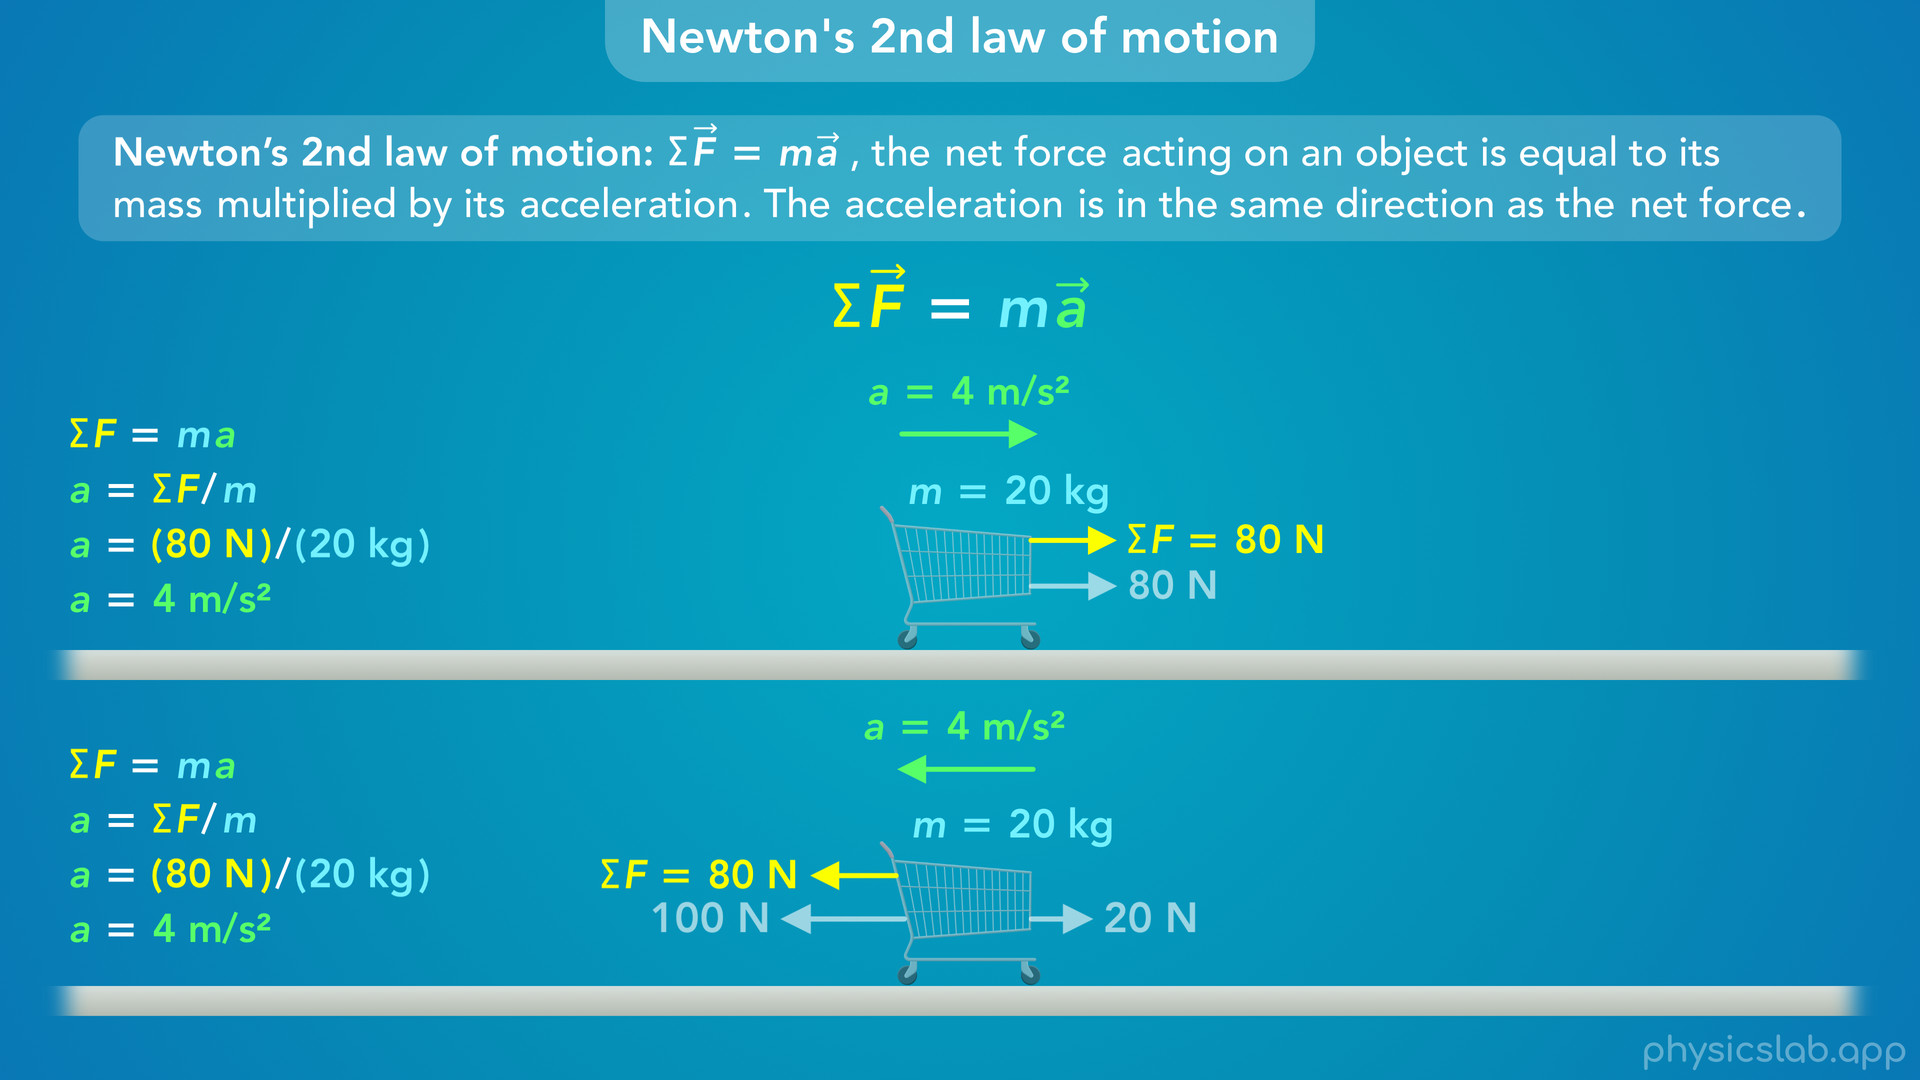 Newton's 2nd law of motion
Newton’s 2nd law of motion: ΣF⃗ = ma⃗ , the net force acting on an object is equal to its
mass multiplied by its acceleration. The acceleration is in the same direction as the net force.
ΣF⃗ = ma⃗
a = 4 m/s²
ΣF = ma
a = ΣF/m
a = (80 N)/(20 kg)
a = 4 m/s²
m = 20 kg
ΣF = 80 N
80 N
a = 4 m/s²
ΣF = ma
a = ΣF/m
a = (80 N)/(20 kg)
a = 4 m/s²
m = 20 kg
ΣF = 80 N
100 N
20 N
physicslab.app